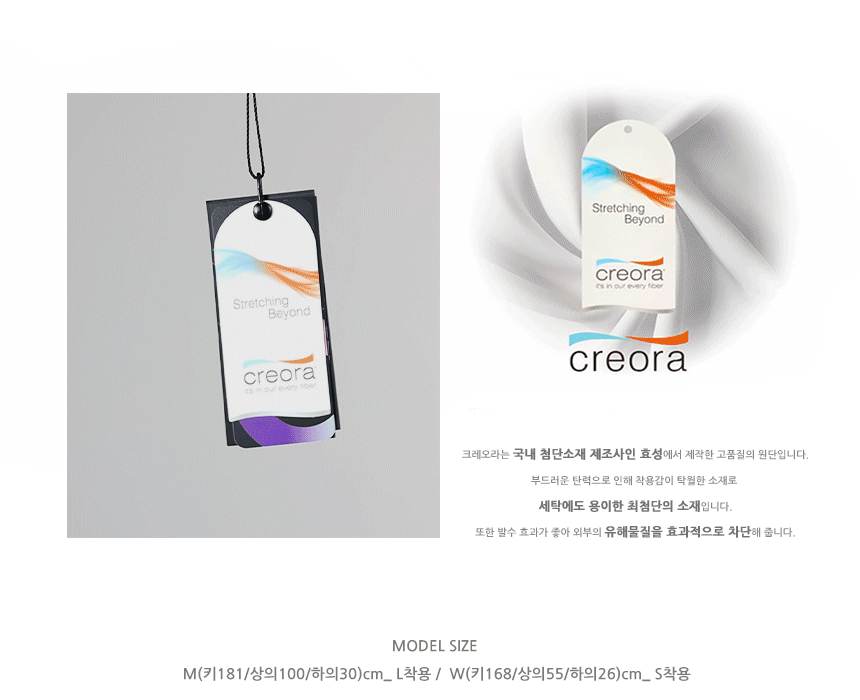 Stretching
Beyond
creora
it's in our every fiber
Stretching
Beyond
creora
it's in our every fiber
creora
크레오라는 국내 첨단소재 제조사인 효성에서 제작한 고품질의 원단입니다.
부드러운 탄력으로 인해 착용감이 탁월한 소재로
세탁에도 용이한 최첨단의 소재입니다.
또한 발수 효과가 좋아 외부의 유해물질을 효과적으로 차단해 줍니다.
MODEL SIZE
M(키181/상의100/하의30)cm_ L착용 / W(키168/상의55/하의26)cm_ S착용